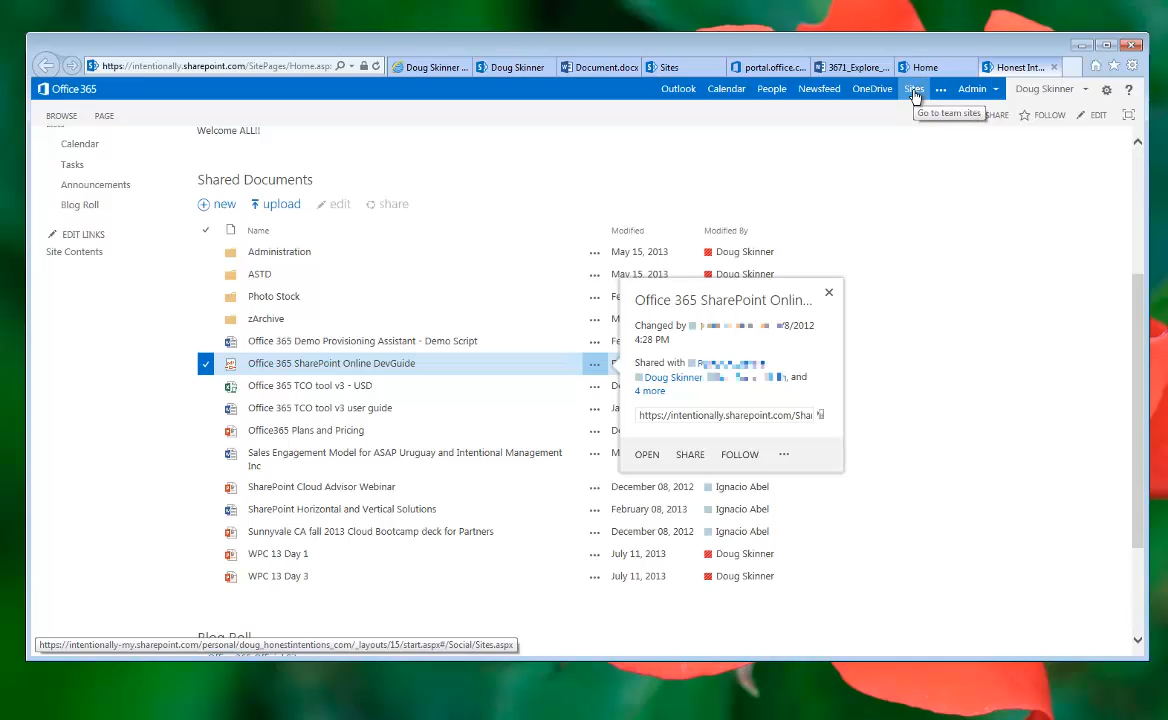 https://intentionally.sharepoint.com/SitePages/Home.asp:
Doug Skinner ...
Doug Skinner
Document.docx
Sites
portal.office.c...
3671_Explore_...
Home
Honest Int...
Office 365
Outlook Calendar People Newsfeed OneDrive Sites ... Admin
Doug Skinner
?
BROWSE PAGE
Go to team sites
SHARE FOLLOW EDIT
Calendar
Tasks
Announcements
Blog Roll
EDIT LINKS
Site Contents
Welcome ALL!!
Shared Documents
new upload edit share
Name Modified Modified By
Administration ... May 15, 2013 Doug Skinner
ASTD ... May 15, 2013 Doug Skinner
Photo Stock ...
zArchive ...
Office 365 Demo Provisioning Assistant - Demo Script ...
Office 365 SharePoint Online DevGuide ...
Office 365 TCO tool v3 - USD ...
Office 365 TCO tool v3 user guide ...
Office365 Plans and Pricing ...
Sales Engagement Model for ASAP Uruguay and Intentional Management ...
Inc
SharePoint Cloud Advisor Webinar ... December 08, 2012 Ignacio Abel
SharePoint Horizontal and Vertical Solutions ... February 08, 2013 Ignacio Abel
Sunnyvale CA fall 2013 Cloud Bootcamp deck for Partners ... December 08, 2012 Ignacio Abel
WPC 13 Day 1 ... July 11, 2013 Doug Skinner
WPC 13 Day 3 ... July 11, 2013 Doug Skinner
Office 365 SharePoint Onlin...
Changed by /8/2012
4:28 PM
Shared with
Doug Skinner , and
4 more
https://intentionally.sharepoint.com/Shar
OPEN SHARE FOLLOW ...
Blog Roll
https://intentionally-my.sharepoint.com/personal/doug_honestintentions_com/_layouts/15/start.aspx#/Social/Sites.aspx